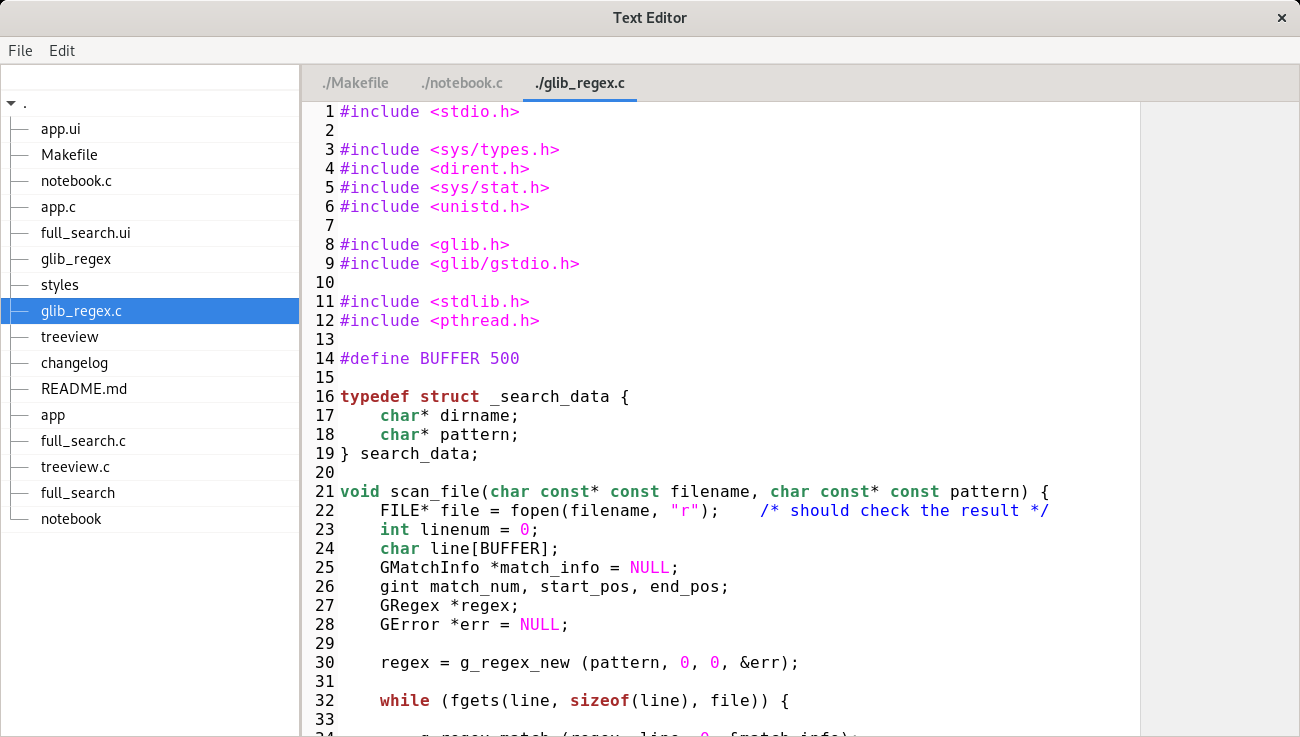 Text Editor ×
File Edit
./Makefile ./notebook.c ./glib_regex.c
.
app.ui
Makefile
notebook.c
app.c
full_search.ui
glib_regex
styles
glib_regex.c
treeview
changelog
README.md
app
full_search.c
treeview.c
full_search
notebook
1 #include <stdio.h>
2
3 #include <sys/types.h>
4 #include <dirent.h>
5 #include <sys/stat.h>
6 #include <unistd.h>
7
8 #include <glib.h>
9 #include <glib/gstdio.h>
10
11 #include <stdlib.h>
12 #include <pthread.h>
13
14 #define BUFFER 500
15
16 typedef struct _search_data {
17     char* dirname;
18     char* pattern;
19 } search_data;
20
21 void scan_file(char const* const filename, char const* const pattern) {
22     FILE* file = fopen(filename, "r");    /* should check the result */
23     int linenum = 0;
24     char line[BUFFER];
25     GMatchInfo *match_info = NULL;
26     gint match_num, start_pos, end_pos;
27     GRegex *regex;
28     GError *err = NULL;
29
30     regex = g_regex_new (pattern, 0, 0, &err);
31
32     while (fgets(line, sizeof(line), file)) {
33
34         g_regex_match (regex, line, 0, &match_info);